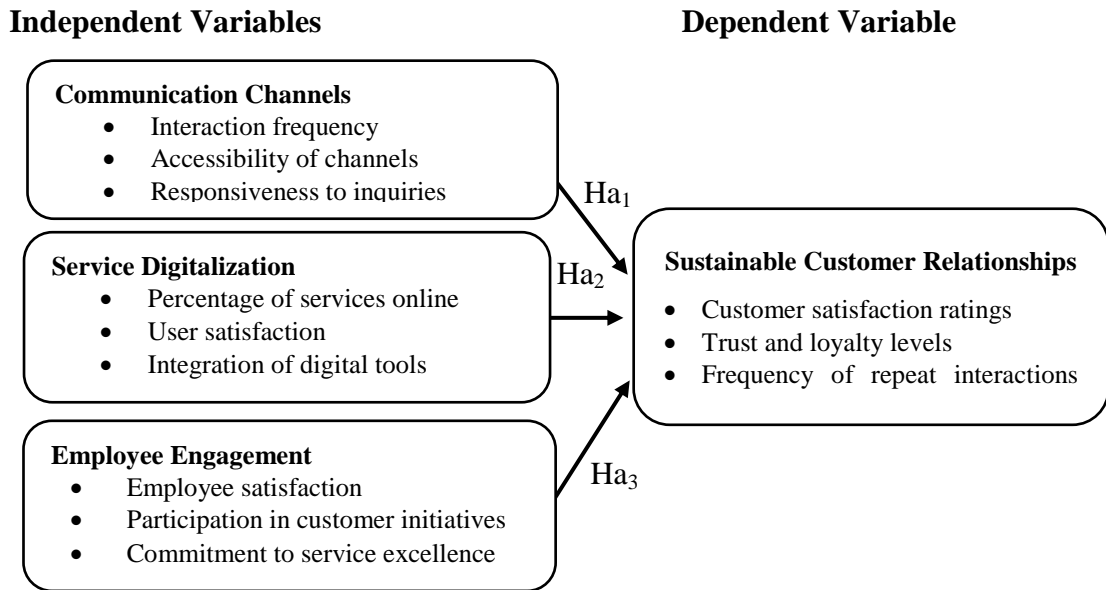 Independent Variables
Dependent Variable
Communication Channels
• Interaction frequency
• Accessibility of channels
• Responsiveness to inquiries
Ha₁
Service Digitalization
• Percentage of services online
• User satisfaction
• Integration of digital tools
Ha₂
Employee Engagement
• Employee satisfaction
• Participation in customer initiatives
• Commitment to service excellence
Ha₃
Sustainable Customer Relationships
• Customer satisfaction ratings
• Trust and loyalty levels
• Frequency of repeat interactions